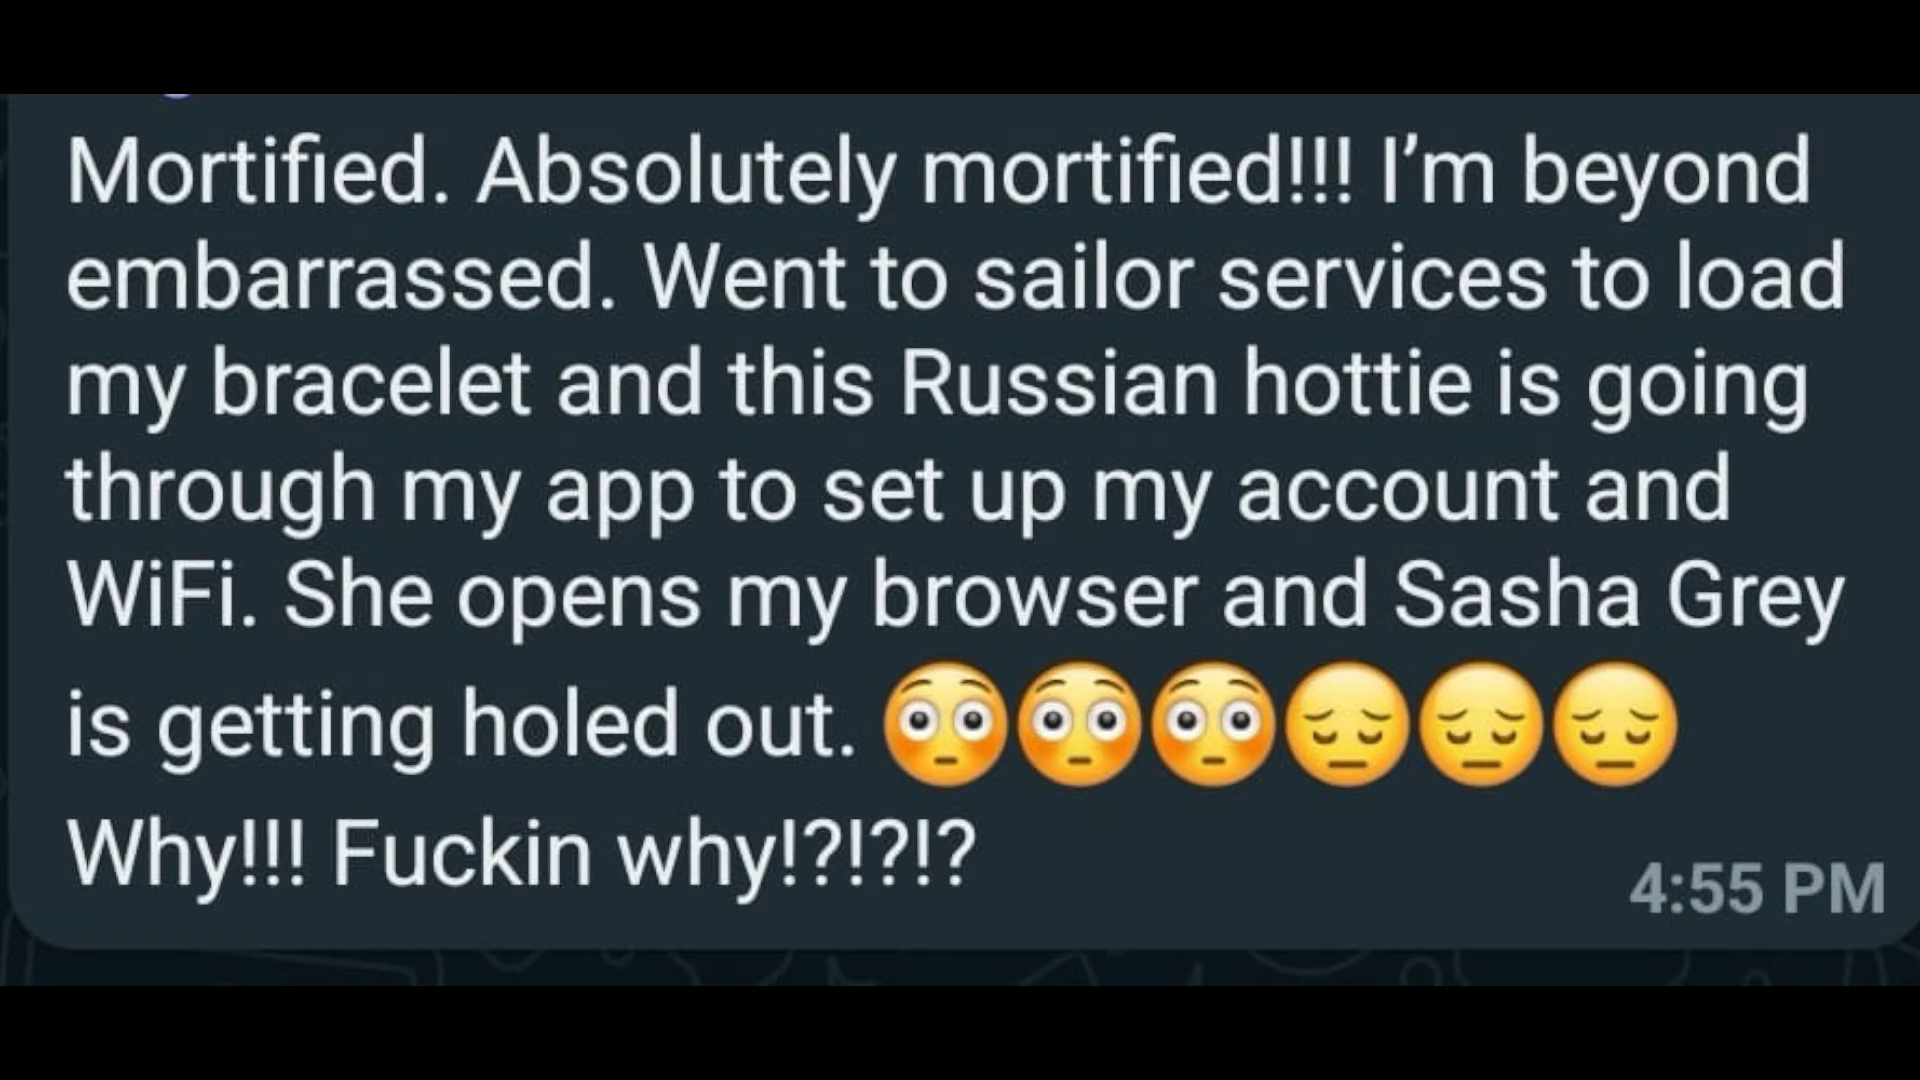 Mortified. Absolutely mortified!!! I’m beyond
embarrassed. Went to sailor services to load
my bracelet and this Russian hottie is going
through my app to set up my account and
WiFi. She opens my browser and Sasha Grey
is getting holed out. 😳😳😳😔😔😔
Why!!! Fuckin why!?!?!?
4:55 PM